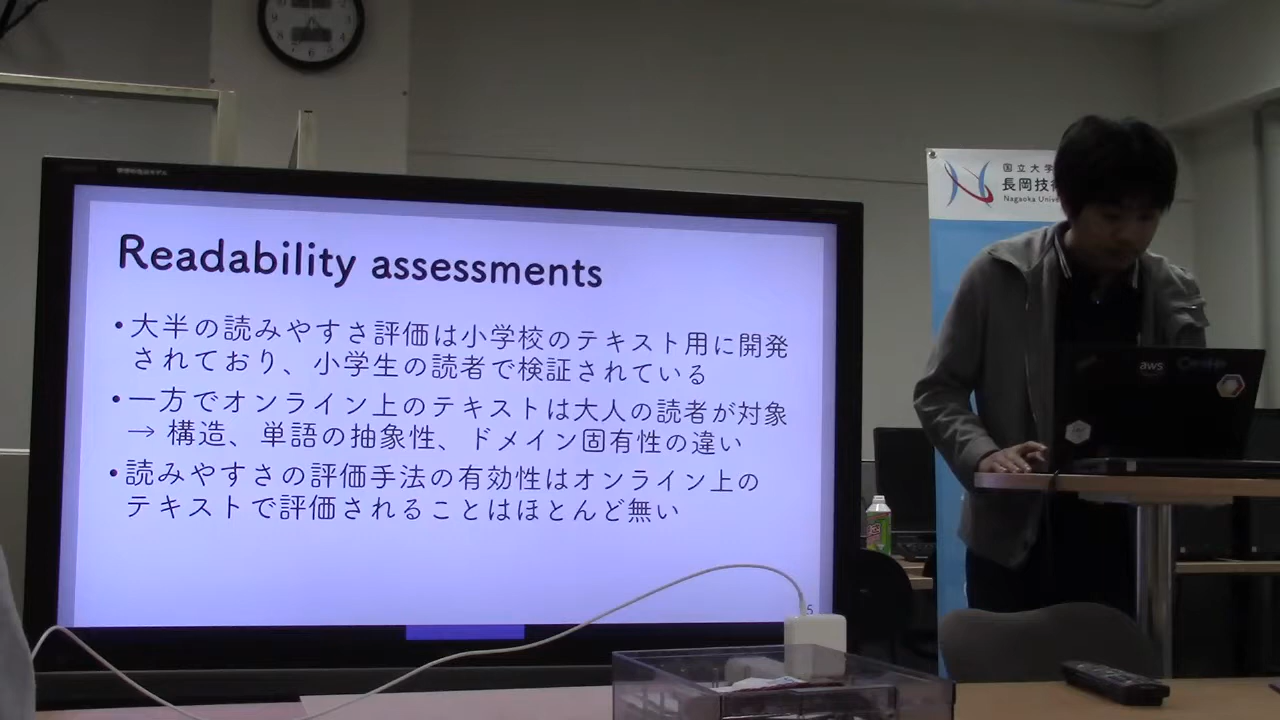 国立大学
長岡技術
Nagaoka Unive
Readability assessments
•大半の読みやすさ評価は小学校のテキスト用に開発
されており、小学生の読者で検証されている
•一方でオンライン上のテキストは大人の読者が対象
→ 構造、単語の抽象性、ドメイン固有性の違い
•読みやすさの評価手法の有効性はオンライン上の
テキストで評価されることはほとんど無い
5
aws